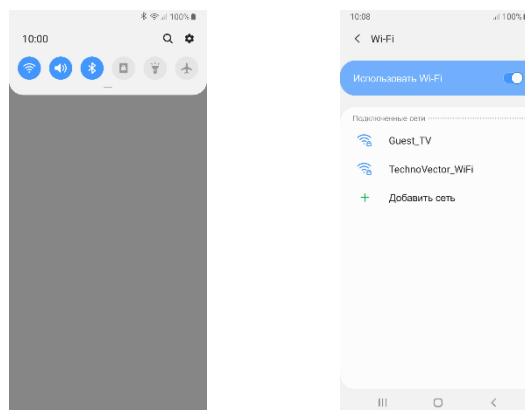 100%
10:00
10:08
100%
Wi-Fi
Использовать Wi-Fi
Подключенные сети
Guest_TV
TechnoVector_WiFi
Добавить сеть